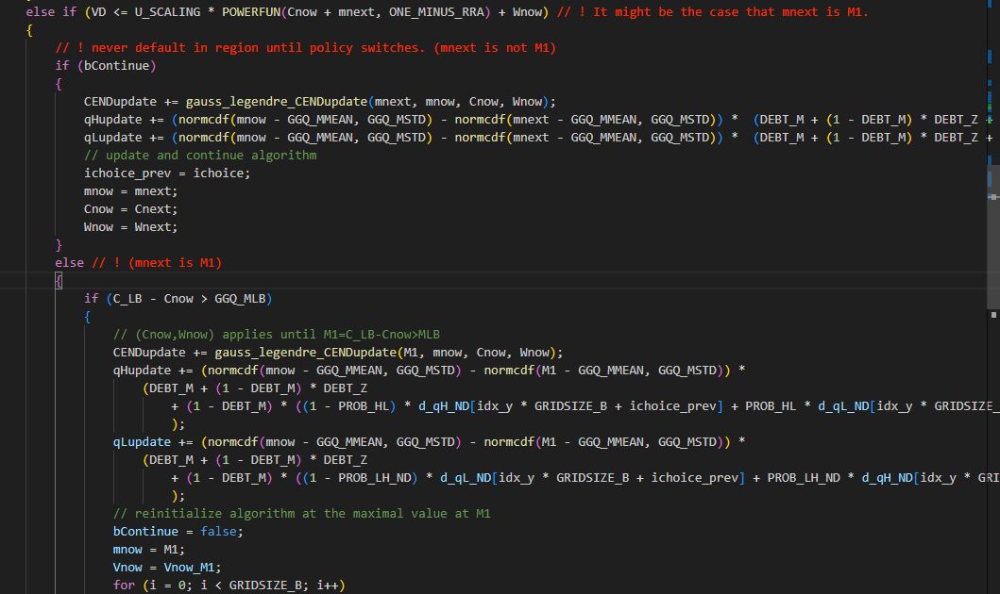 else if (VD <= U_SCALING * POWERFUN(Cnow + mnext, ONE_MINUS_RRA) + Wnow) // ! It might be the case that mnext is M1.
{
// ! never default in region until policy switches. (mnext is not M1)
if (bContinue)
{
CENDupdate += gauss_legendre_CENDupdate(mnext, mnow, Cnow, Wnow);
qHupdate += (normcdf(mnow - GGQ_MMEAN, GGQ_MSTD) - normcdf(mnext - GGQ_MMEAN, GGQ_MSTD)) * (DEBT_M + (1 - DEBT_M) * DEBT_Z +
qLupdate += (normcdf(mnow - GGQ_MMEAN, GGQ_MSTD) - normcdf(mnext - GGQ_MMEAN, GGQ_MSTD)) * (DEBT_M + (1 - DEBT_M) * DEBT_Z +
// update and continue algorithm
ichoice_prev = ichoice;
mnow = mnext;
Cnow = Cnext;
Wnow = Wnext;
}
else // ! (mnext is M1)
{
if (C_LB - Cnow > GGQ_MLB)
{
// (Cnow,Wnow) applies until M1=C_LB-Cnow>MLB
CENDupdate += gauss_legendre_CENDupdate(M1, mnow, Cnow, Wnow);
qHupdate += (normcdf(mnow - GGQ_MMEAN, GGQ_MSTD) - normcdf(M1 - GGQ_MMEAN, GGQ_MSTD)) *
(DEBT_M + (1 - DEBT_M) * DEBT_Z
+ (1 - DEBT_M) * ((1 - PROB_HL) * d_qH_ND[idx_y * GRIDSIZE_B + ichoice_prev] + PROB_HL * d_qL_ND[idx_y * GRIDSIZE_
);
qLupdate += (normcdf(mnow - GGQ_MMEAN, GGQ_MSTD) - normcdf(M1 - GGQ_MMEAN, GGQ_MSTD)) *
(DEBT_M + (1 - DEBT_M) * DEBT_Z
+ (1 - DEBT_M) * ((1 - PROB_LH_ND) * d_qL_ND[idx_y * GRIDSIZE_B + ichoice_prev] + PROB_LH_ND * d_qH_ND[idx_y * GRI
);
// reinitialize algorithm at the maximal value at M1
bContinue = false;
mnow = M1;
Vnow = Vnow_M1;
for (i = 0; i < GRIDSIZE_B; i++)